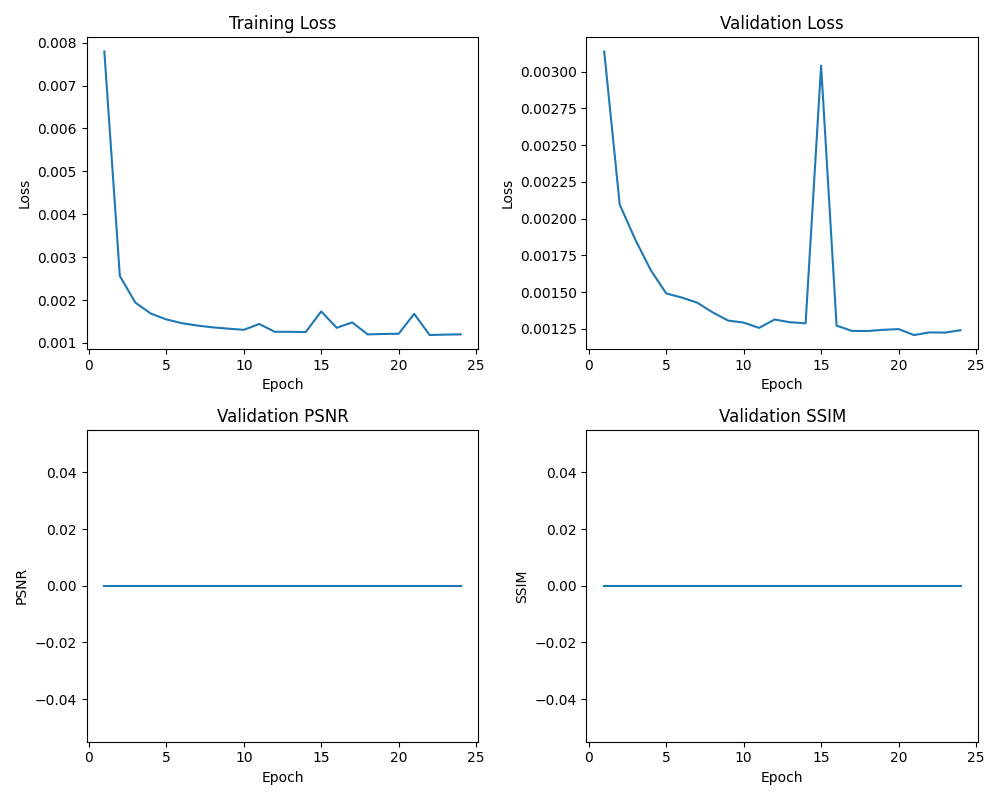 Training Loss
Validation Loss
0.008
0.007
0.006
0.005
0.004
0.003
0.002
0.001
Loss
0 5 10 15 20 25
Epoch
0.00300
0.00275
0.00250
0.00225
0.00200
0.00175
0.00150
0.00125
Loss
0 5 10 15 20 25
Epoch
Validation PSNR
Validation SSIM
0.04
0.02
0.00
−0.02
−0.04
PSNR
0 5 10 15 20 25
Epoch
0.04
0.02
0.00
−0.02
−0.04
SSIM
0 5 10 15 20 25
Epoch